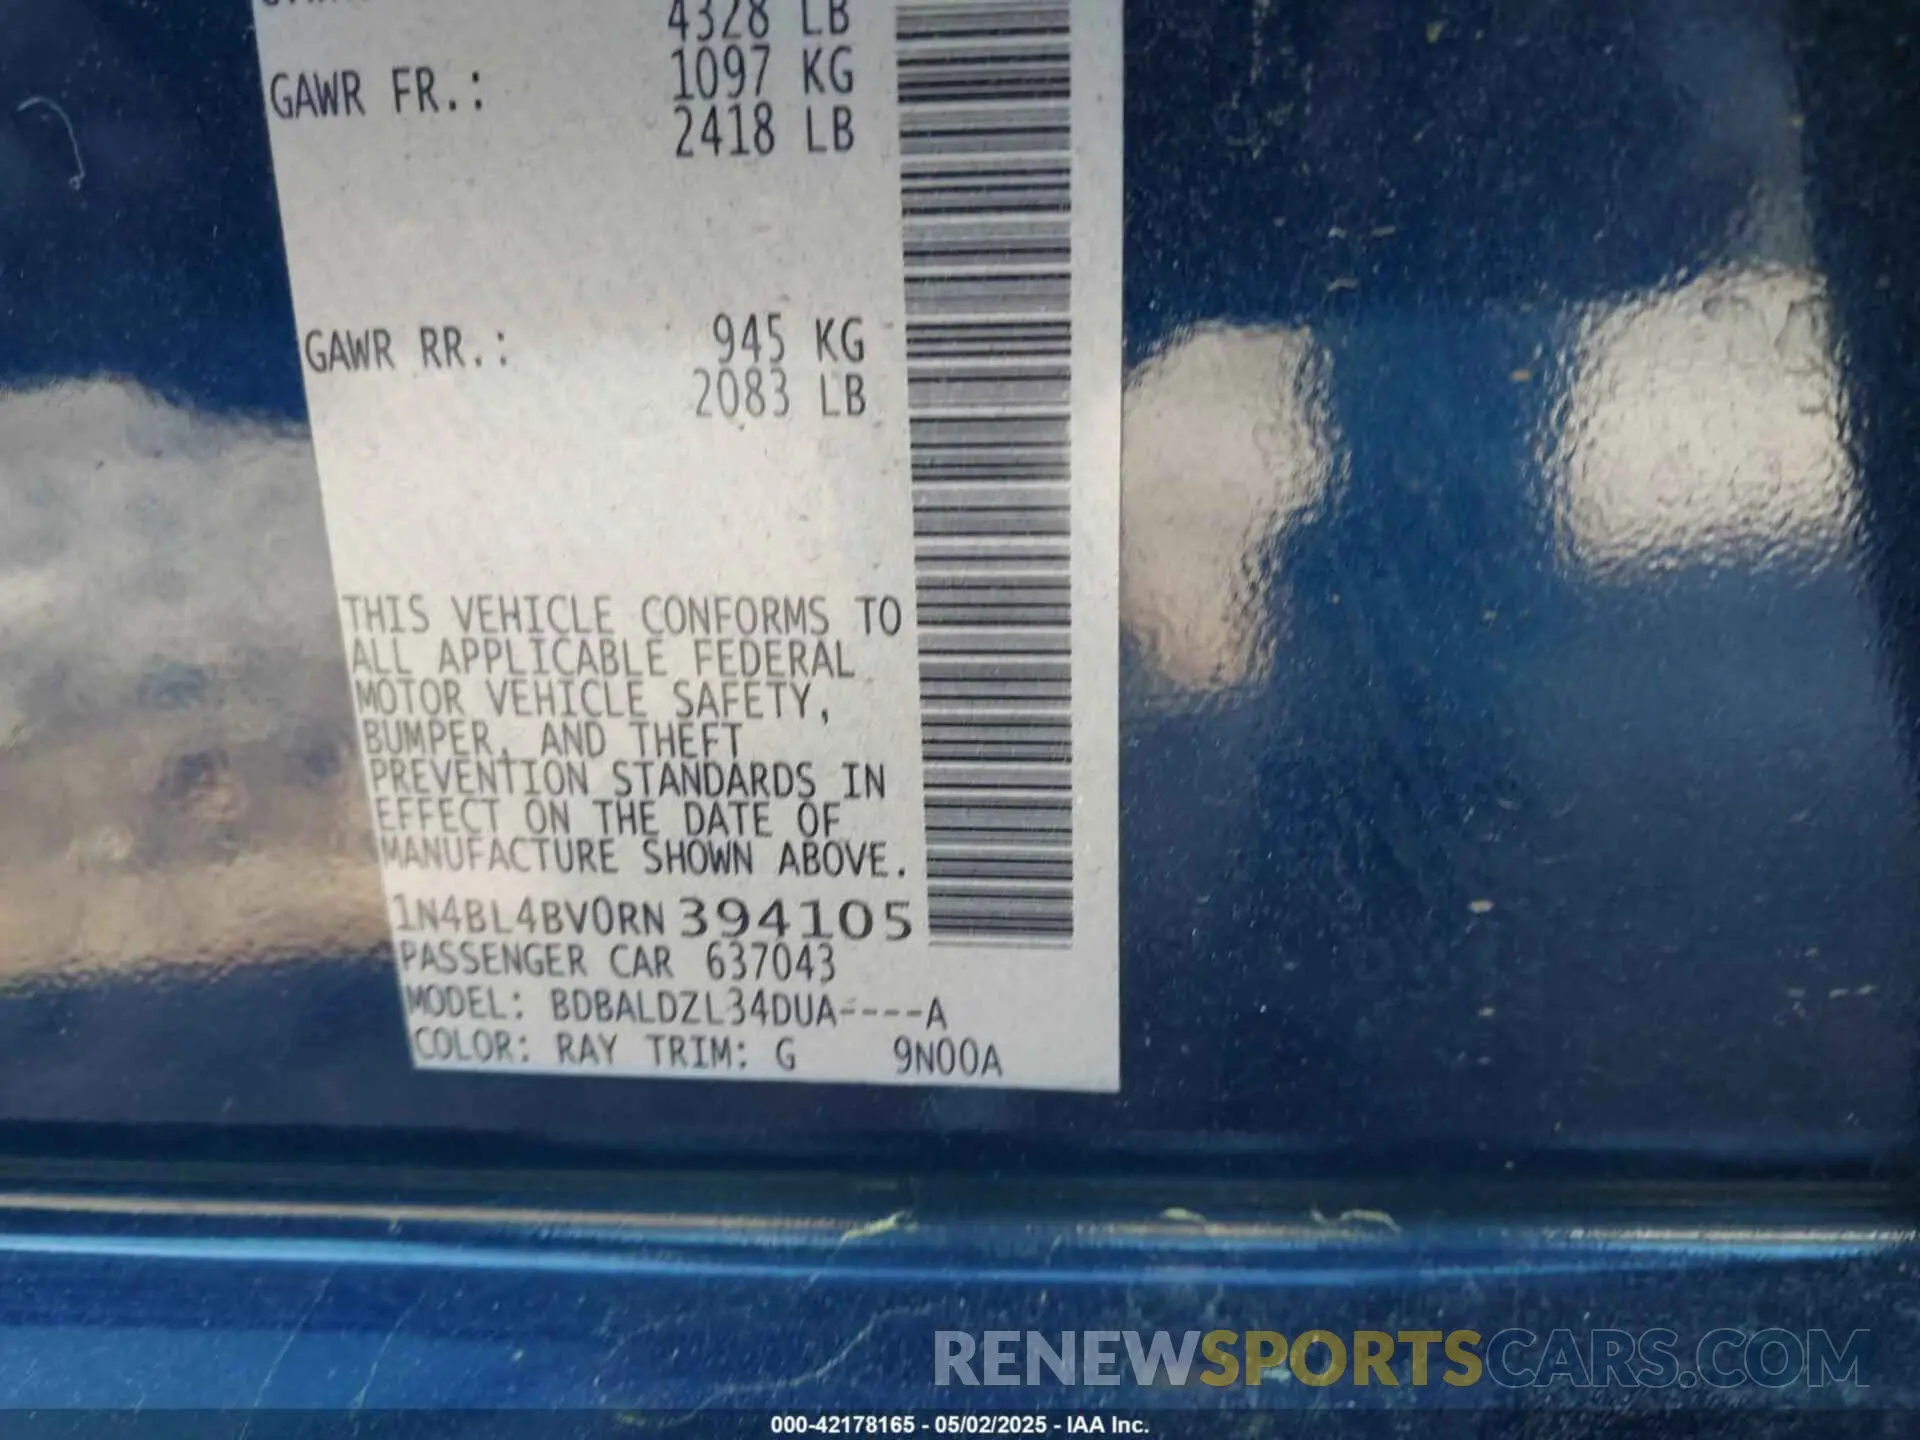 4328 LB
GAWR FR.: 1097 KG
2418 LB
GAWR RR.: 945 KG
2083 LB
THIS VEHICLE CONFORMS TO
ALL APPLICABLE FEDERAL
MOTOR VEHICLE SAFETY,
BUMPER, AND THEFT
PREVENTION STANDARDS IN
EFFECT ON THE DATE OF
MANUFACTURE SHOWN ABOVE.
1N4BL4BV0RN394105
PASSENGER CAR 637043
MODEL: BDBALDZL34DUA----A
COLOR: RAY TRIM: G 9N00A
RENEWSPORTSCARS.COM
000-42178165 - 05/02/2025 - IAA Inc.